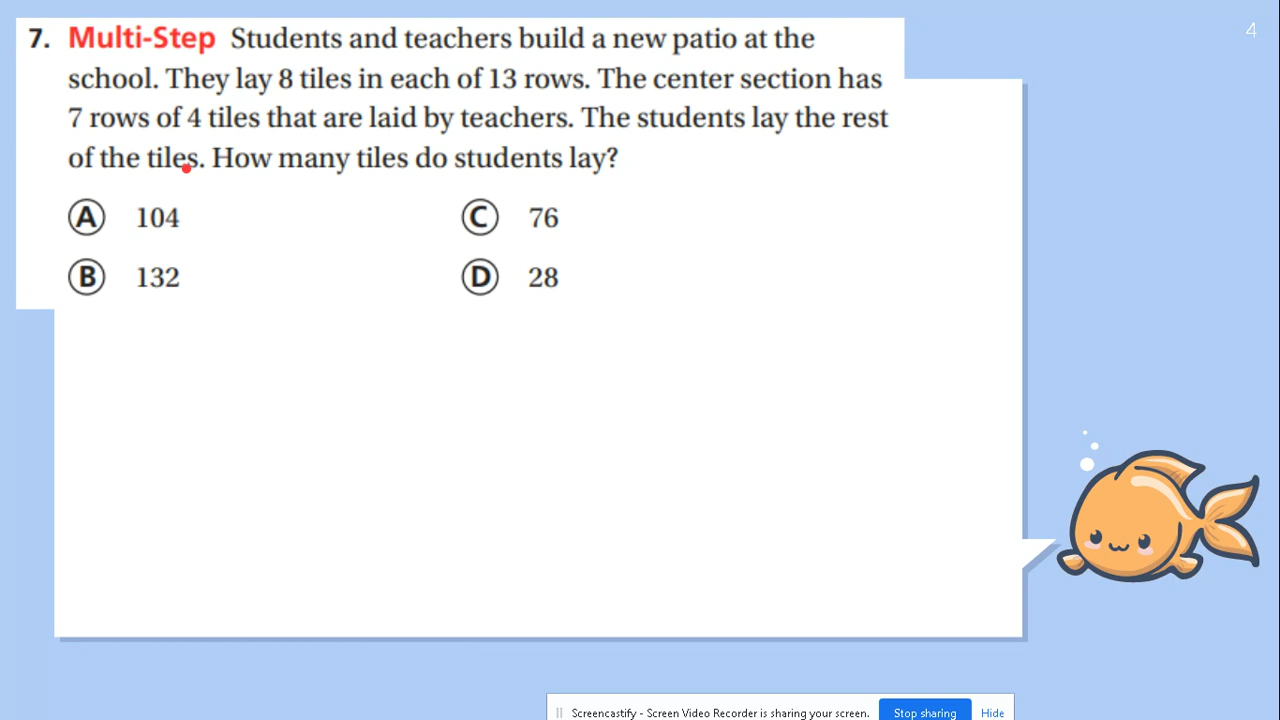 4
7. Multi-Step Students and teachers build a new patio at the
school. They lay 8 tiles in each of 13 rows. The center section has
7 rows of 4 tiles that are laid by teachers. The students lay the rest
of the tiles. How many tiles do students lay?
A 104
C 76
B 132
D 28
Screencastify - Screen Video Recorder is sharing your screen. Stop sharing Hide